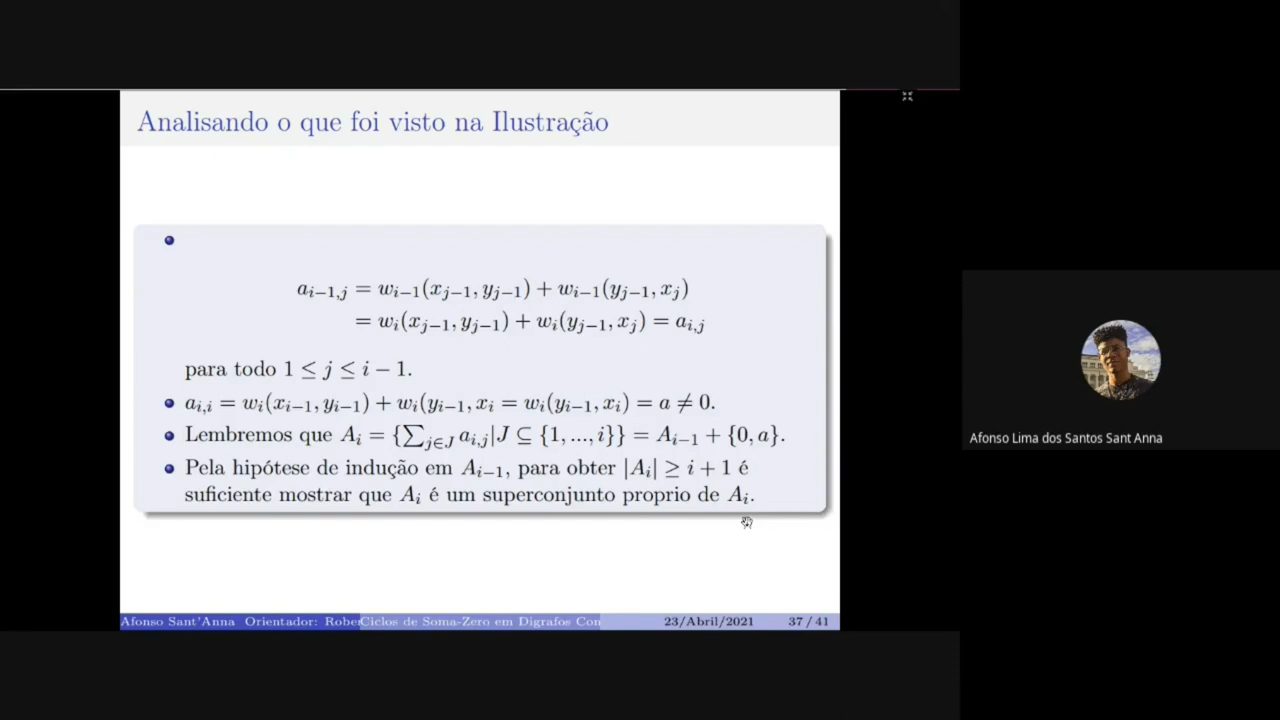 Analisando o que foi visto na Ilustração
a_{i−1,j} = w_{i−1}(x_{j−1}, y_{j−1}) + w_{i−1}(y_{j−1}, x_j)
= w_i(x_{j−1}, y_{j−1}) + w_i(y_{j−1}, x_j) = a_{i,j}
para todo 1 ≤ j ≤ i − 1.
a_{i,i} = w_i(x_{i−1}, y_{i−1}) + w_i(y_{i−1}, x_i = w_i(y_{i−1}, x_i) = a ≠ 0.
Lembremos que A_i = {∑_{j∈J} a_{i,j}|J ⊆ {1, ..., i}} = A_{i−1} + {0, a}.
Pela hipótese de indução em A_{i−1}, para obter |A_i| ≥ i + 1 é
suficiente mostrar que A_i é um superconjunto proprio de A_i.
Afonso Sant'Anna Orientador: Rober Ciclos de Soma-Zero em Digrafos Con 23/Abril/2021 37 / 41
Afonso Lima dos Santos Sant Anna